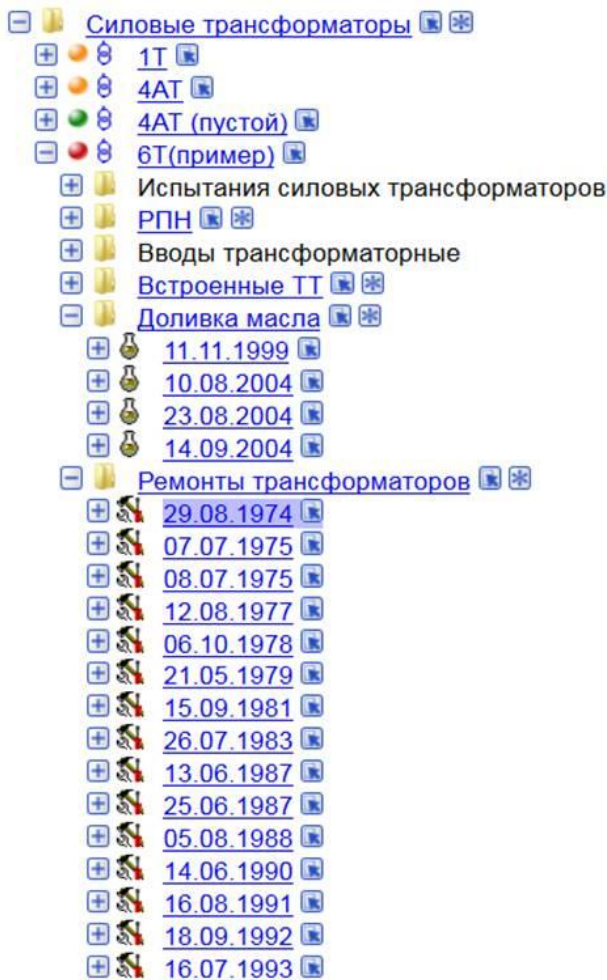 Силовые трансформаторы
1Т
4АТ
4АТ (пустой)
6Т(пример)
Испытания силовых трансформаторов
РПН
Вводы трансформаторные
Встроенные ТТ
Доливка масла
11.11.1999
10.08.2004
23.08.2004
14.09.2004
Ремонты трансформаторов
29.08.1974
07.07.1975
08.07.1975
12.08.1977
06.10.1978
21.05.1979
15.09.1981
26.07.1983
13.06.1987
25.06.1987
05.08.1988
14.06.1990
16.08.1991
18.09.1992
16.07.1993